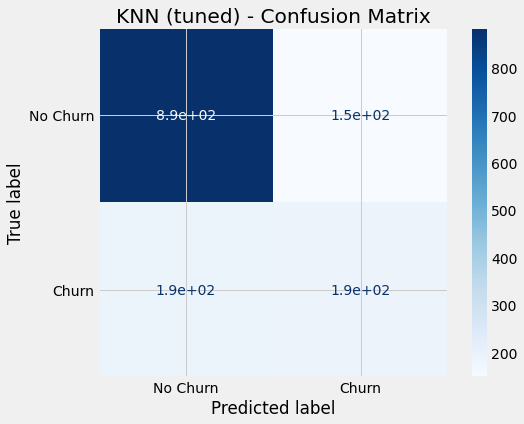 KNN (tuned) - Confusion Matrix
No Churn
8.9e+02
1.5e+02
Churn
1.9e+02
1.9e+02
True label
No Churn
Churn
Predicted label
800
700
600
500
400
300
200